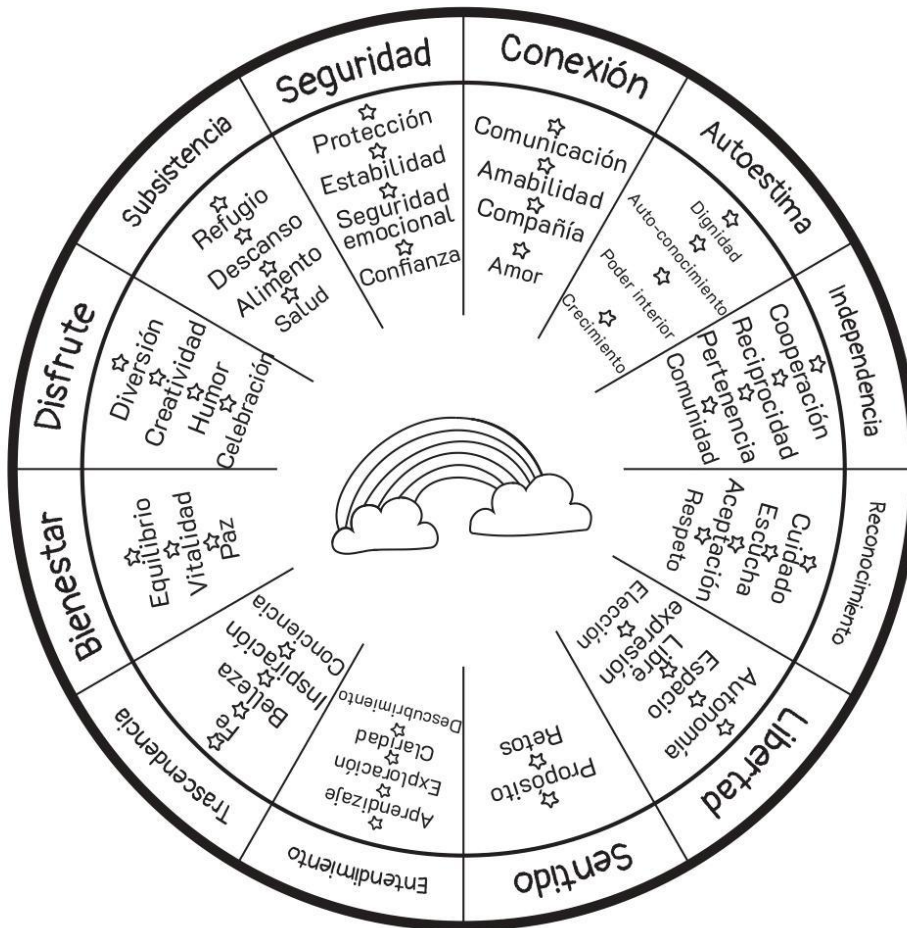 Seguridad
Protección
Estabilidad
Seguridad
emocional
Confianza
Conexión
Comunicación
Amabilidad
Compañía
Amor
Autoestima
Dignidad
Auto-conocimiento
Poder interior
Crecimiento
Independencia
Cooperación
Reciprocidad
Pertenencia
Comunidad
Reconocimiento
Cuidado
Escucha
Aceptación
Respeto
Libertad
Autonomía
Espacio
Libre
expresión
Elección
Sentido
Propósito
Retos
Entendimiento
Aprendizaje
Exploración
Claridad
Descubrimiento
Trascendencia
Fe
Belleza
Inspiración
Conciencia
Bienestar
Equilibrio
Vitalidad
Paz
Disfrute
Diversión
Creatividad
Humor
Celebración
Subsistencia
Refugio
Descanso
Alimento
Salud